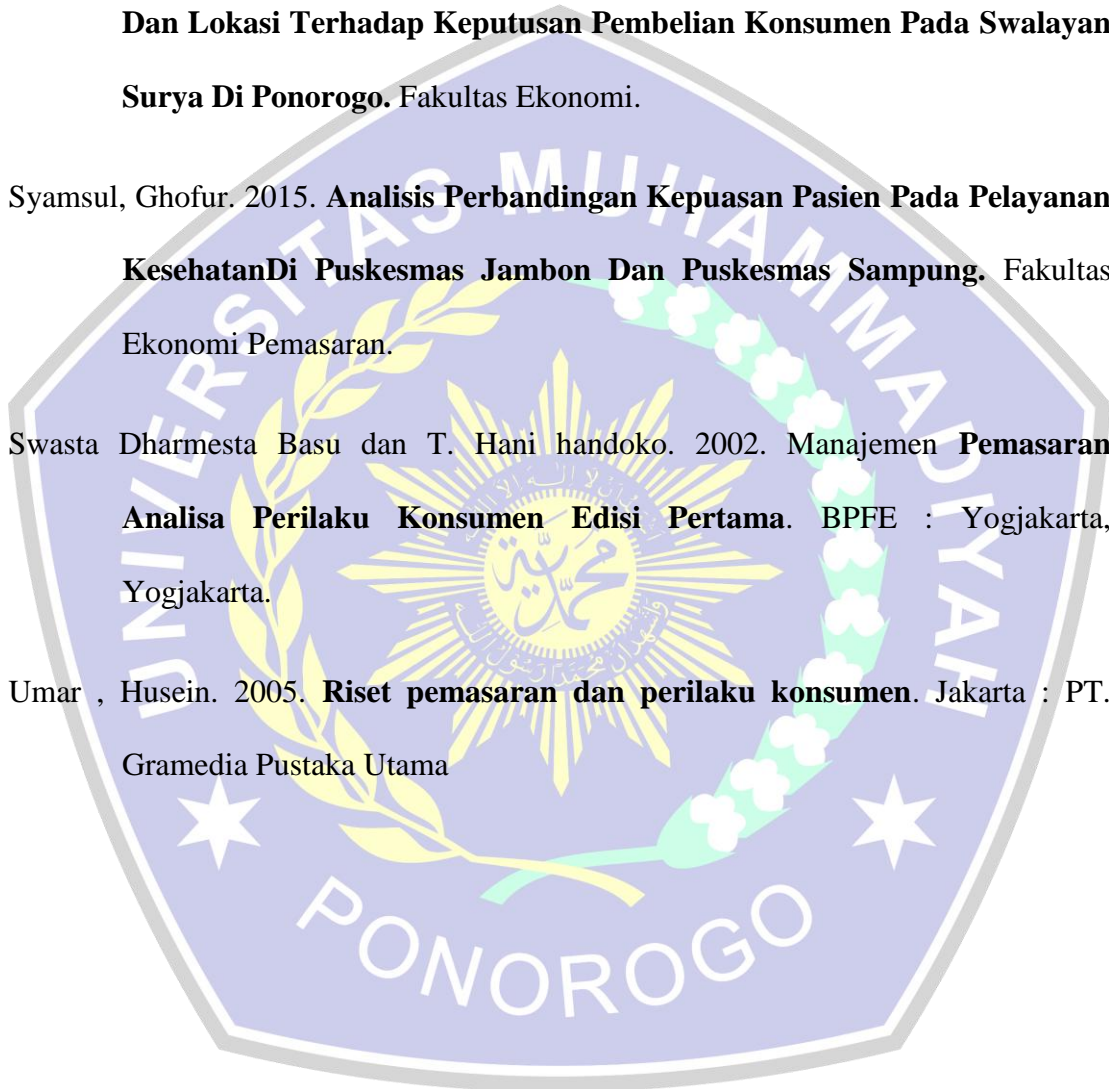 Dan Lokasi Terhadap Keputusan Pembelian Konsumen Pada Swalayan
Surya Di Ponorogo. Fakultas Ekonomi.
Syamsul, Ghofur. 2015. Analisis Perbandingan Kepuasan Pasien Pada Pelayanan
KesehatanDi Puskesmas Jambon Dan Puskesmas Sampung. Fakultas
Ekonomi Pemasaran.
Swasta Dharmesta Basu dan T. Hani handoko. 2002. Manajemen Pemasaran
Analisa Perilaku Konsumen Edisi Pertama. BPFE : Yogjakarta,
Yogjakarta.
Umar , Husein. 2005. Riset pemasaran dan perilaku konsumen. Jakarta : PT.
Gramedia Pustaka Utama
UNIVERSITAS MUHAMMADIYAH
PONOROGO
محمدية